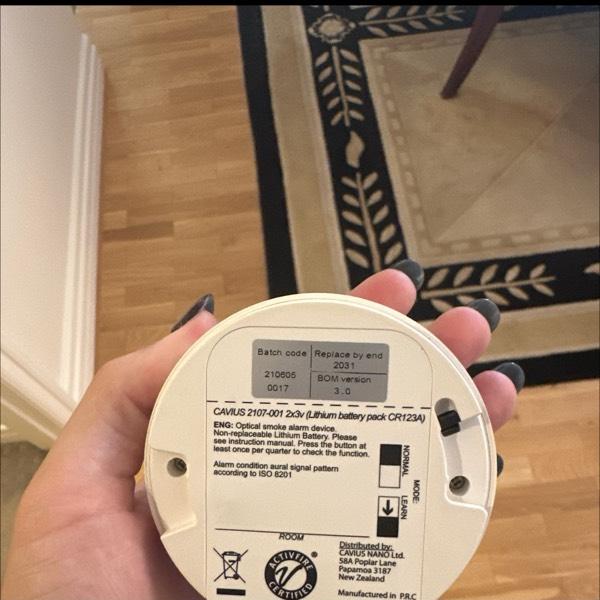 Batch code
210605
0017
Replace by end
2031
BOM version
3.0
CAVIUS 2107-001 2x3v (Lithium battery pack CR123A)
ENG: Optical smoke alarm device.
Non-replaceable Lithium Battery. Please
see instruction manual. Press the button at
least once per quarter to check the function.
Alarm condition aural signal pattern
according to ISO 8201
NORMAL
MODE:
LEARN
ROOM
ACTIVFIRE
CERTIFIED
Distributed by:
CAVIUS NANO Ltd.
58A Poplar Lane
Papamoa 3187
New Zealand
Manufactured in P.R.C